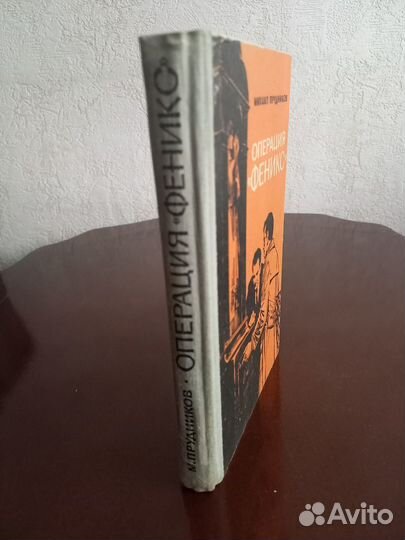 М.ПРУДНИКОВ • ОПЕРАЦИЯ «ФЕНИКС»
МИХАИЛ ПРУДНИКОВ
ОПЕРАЦИЯ
«ФЕНИКС»
Avito